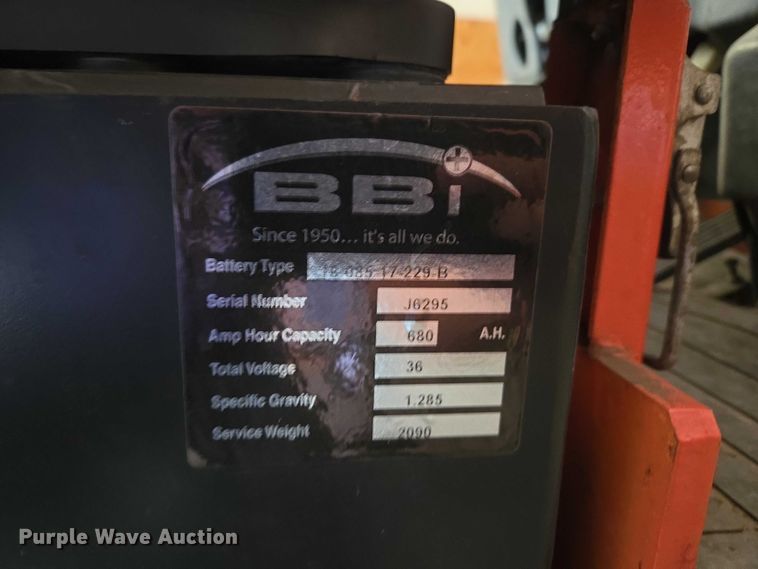 BBi
Since 1950... it's all we do.
Battery Type 18-085-17-229-B
Serial Number J6295
Amp Hour Capacity 680 A.H.
Total Voltage 36
Specific Gravity 1.285
Service Weight 2090
Purple Wave Auction